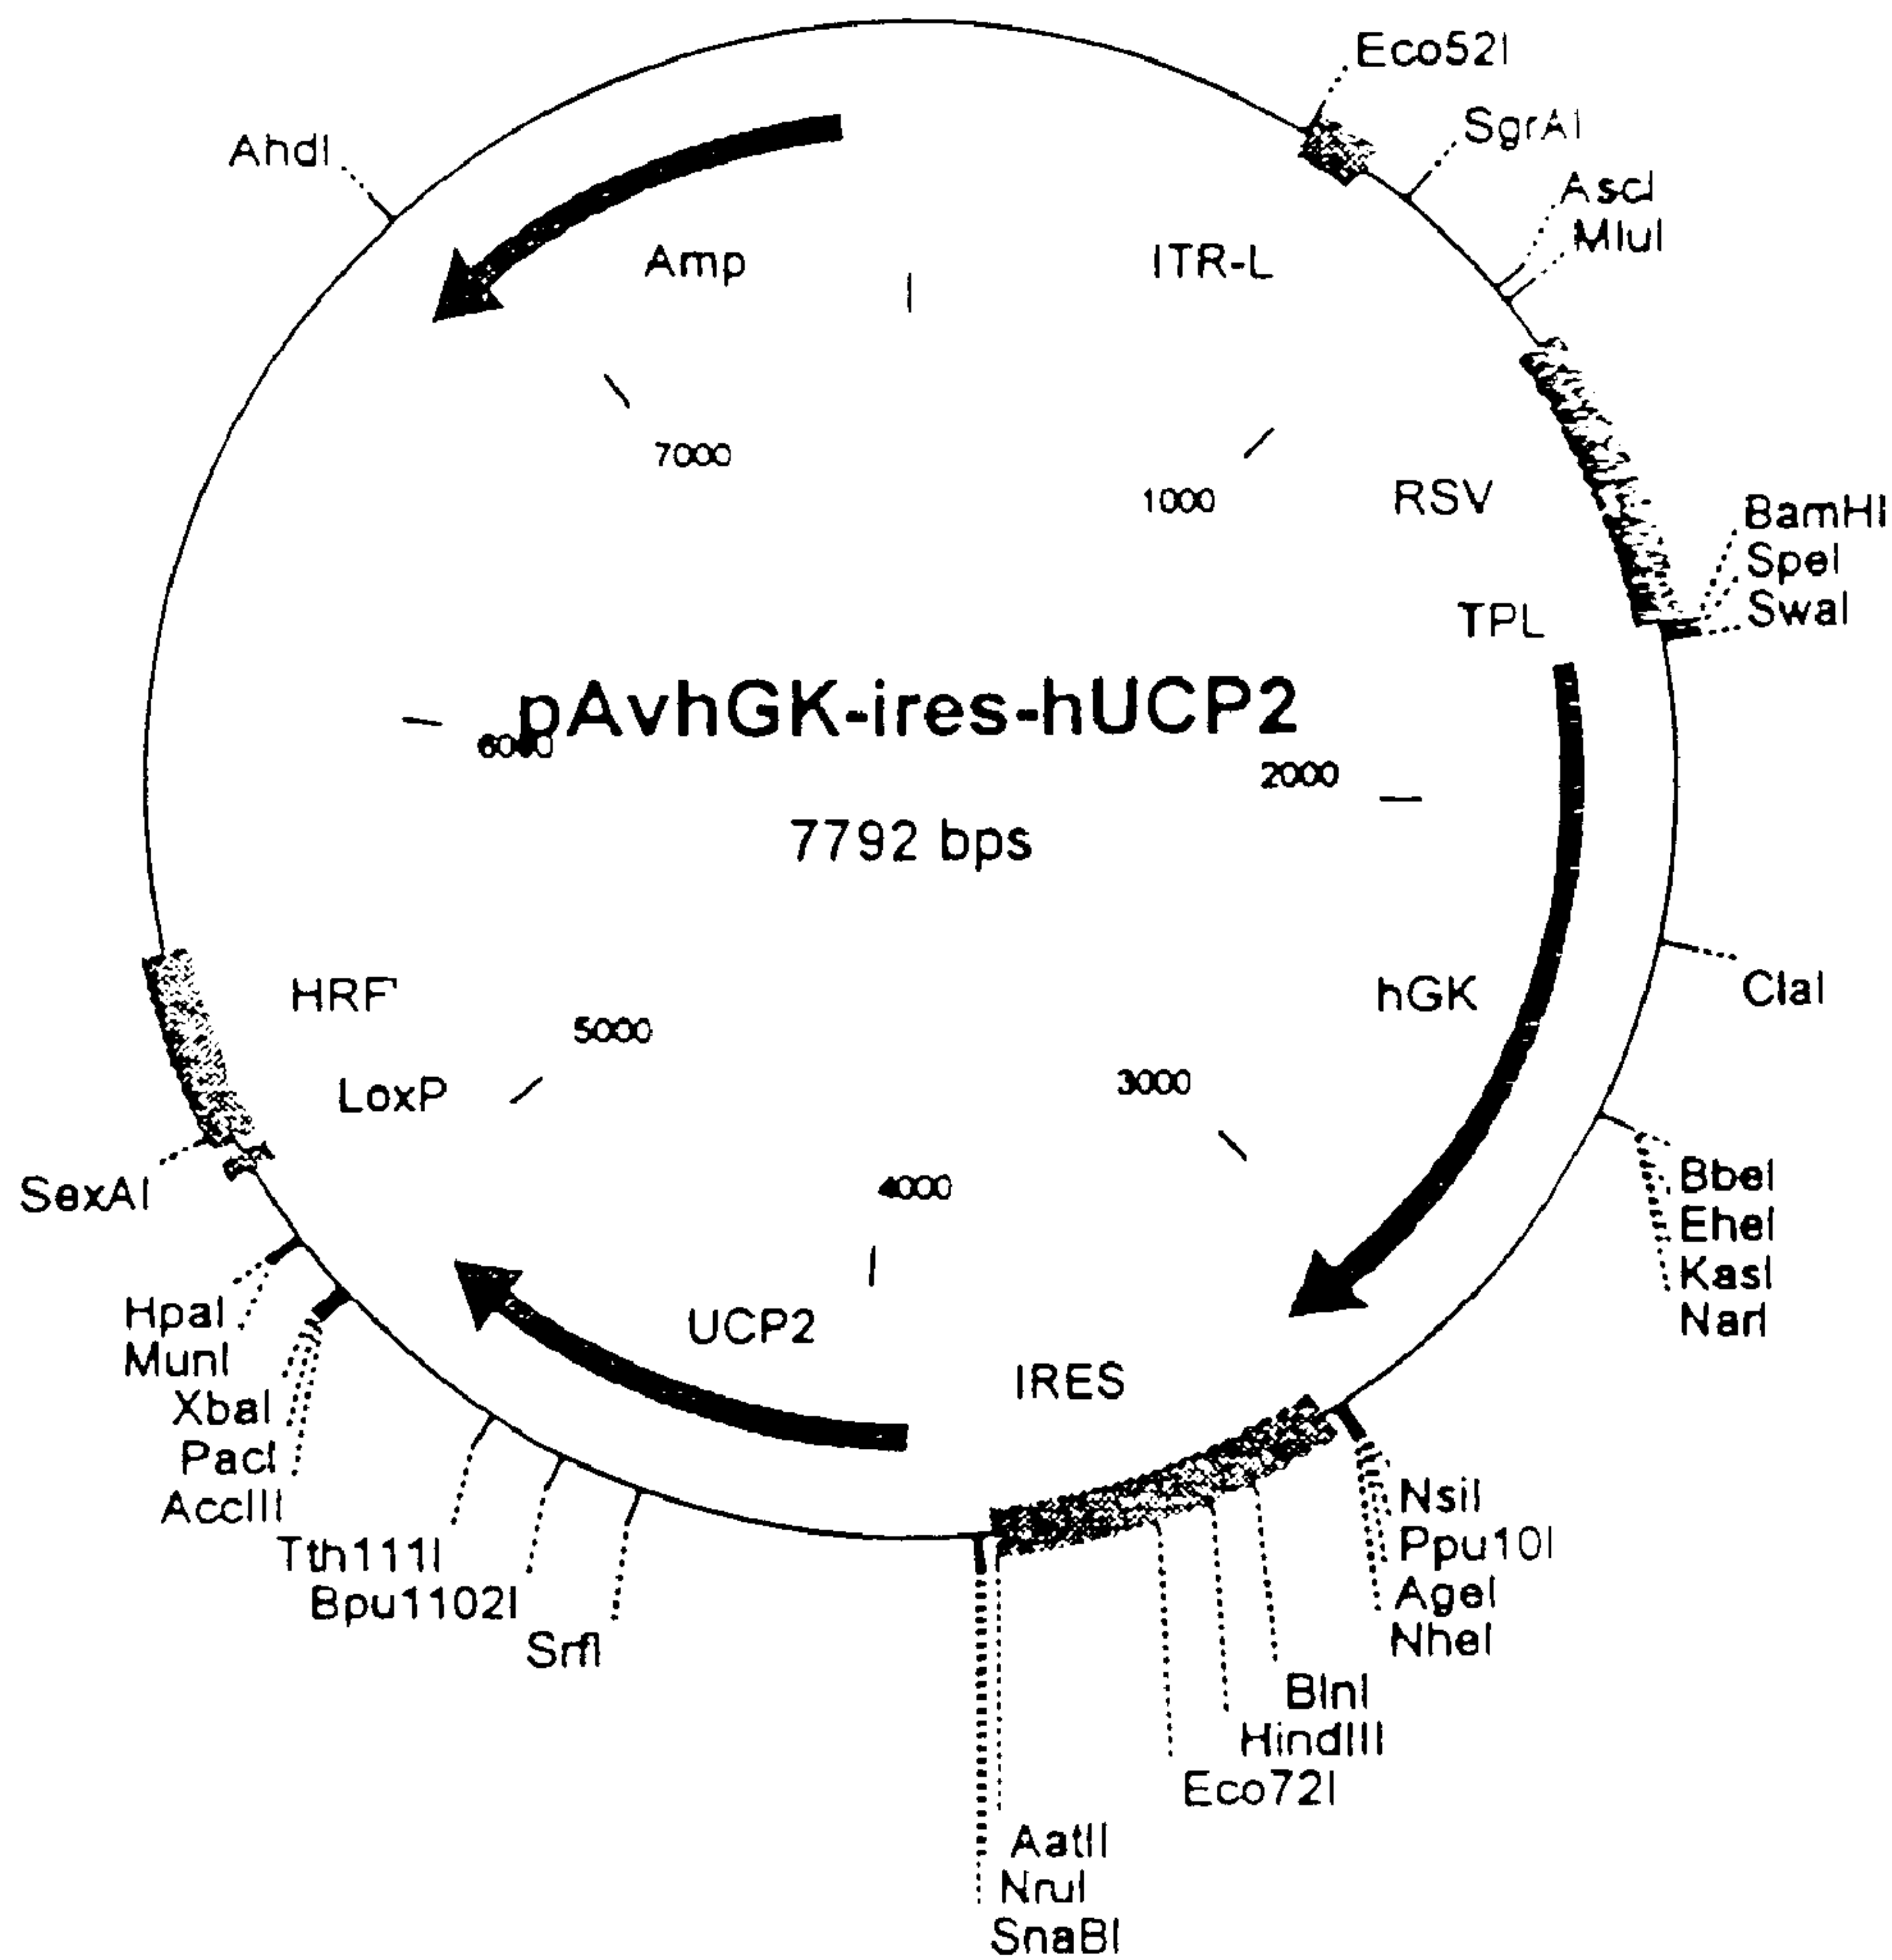 Eco52I
SgrAI
AscI
MluI
AhdI
Amp
ITR-L
7000
1000
RSV
BamHI
SpeI
SwaI
TPL
pAvhGK-ires-hUCP2
6000
2000
7792 bps
ClaI
hGK
HRF'
5000
3000
LoxP
BbeI
EheI
KasI
NarI
SexAI
4000
HpaI
MunI
XbaI
PacI
AccIII
UCP2
IRES
NsiI
Ppu10I
AgeI
NheI
Tth111I
Bpu1102I
SrfI
BlnI
HindIII
Eco72I
AatII
NruI
SnaBI